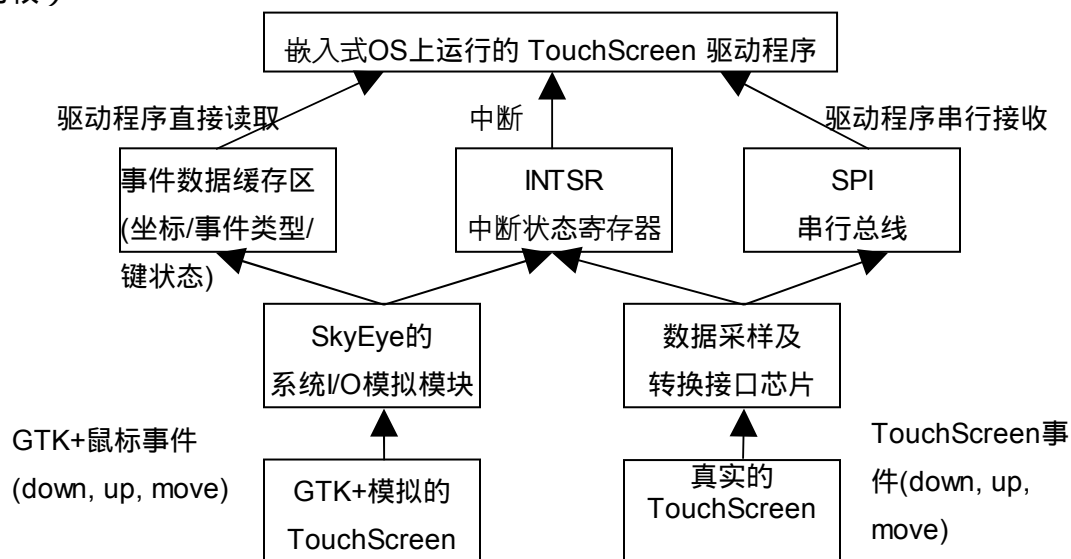 嵌入式OS上运行的 TouchScreen 驱动程序
驱动程序直接读取
中断
驱动程序串行接收
事件数据缓存区
(坐标/事件类型/
键状态)
INTSR
中断状态寄存器
SPI
串行总线
SkyEye的
系统I/O模拟模块
数据采样及
转换接口芯片
GTK+鼠标事件
(down, up, move)
GTK+模拟的
TouchScreen
真实的
TouchScreen
TouchScreen事
件(down, up,
move)